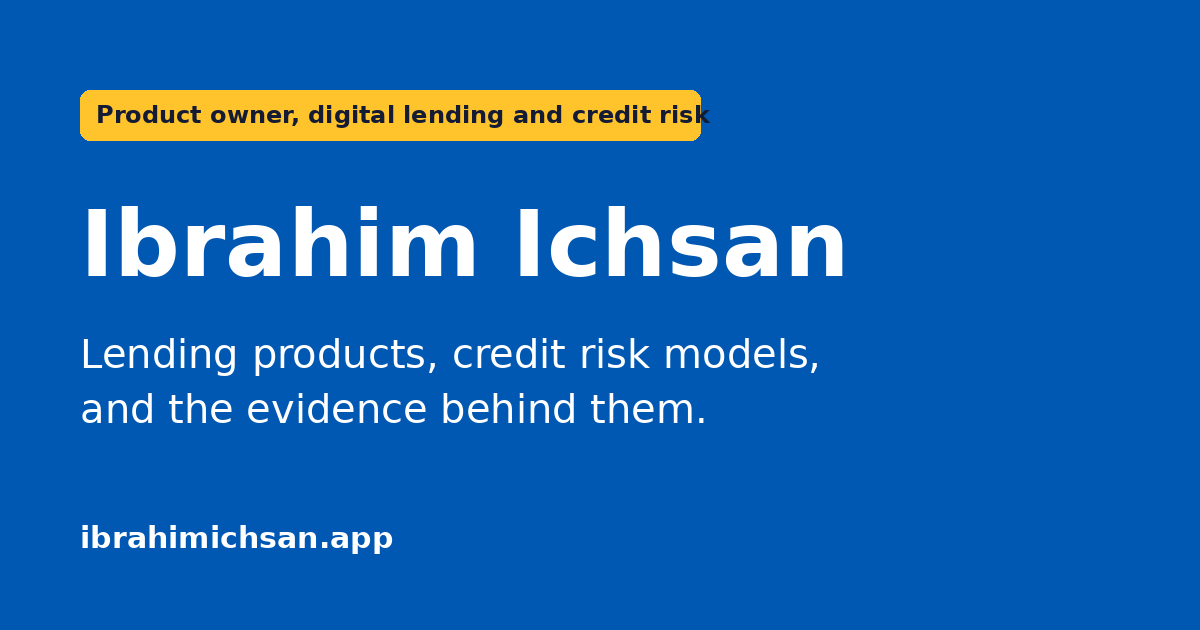 Product owner, digital lending and credit risk
Ibrahim Ichsan
Lending products, credit risk models,
and the evidence behind them.
ibrahimichsan.app